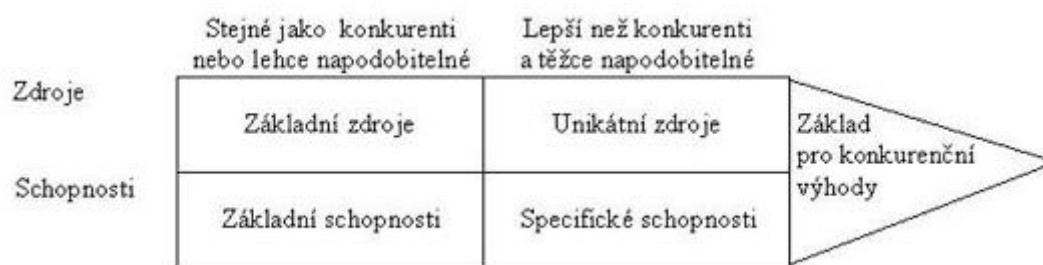 Stejné jako konkurenti
nebo lehce napodobitelné
Lepší než konkurenti
a těžce napodobitelné
Zdroje
Základní zdroje
Unikátní zdroje
Základ
pro konkurenční
výhody
Schopnosti
Základní schopnosti
Specifické schopnosti